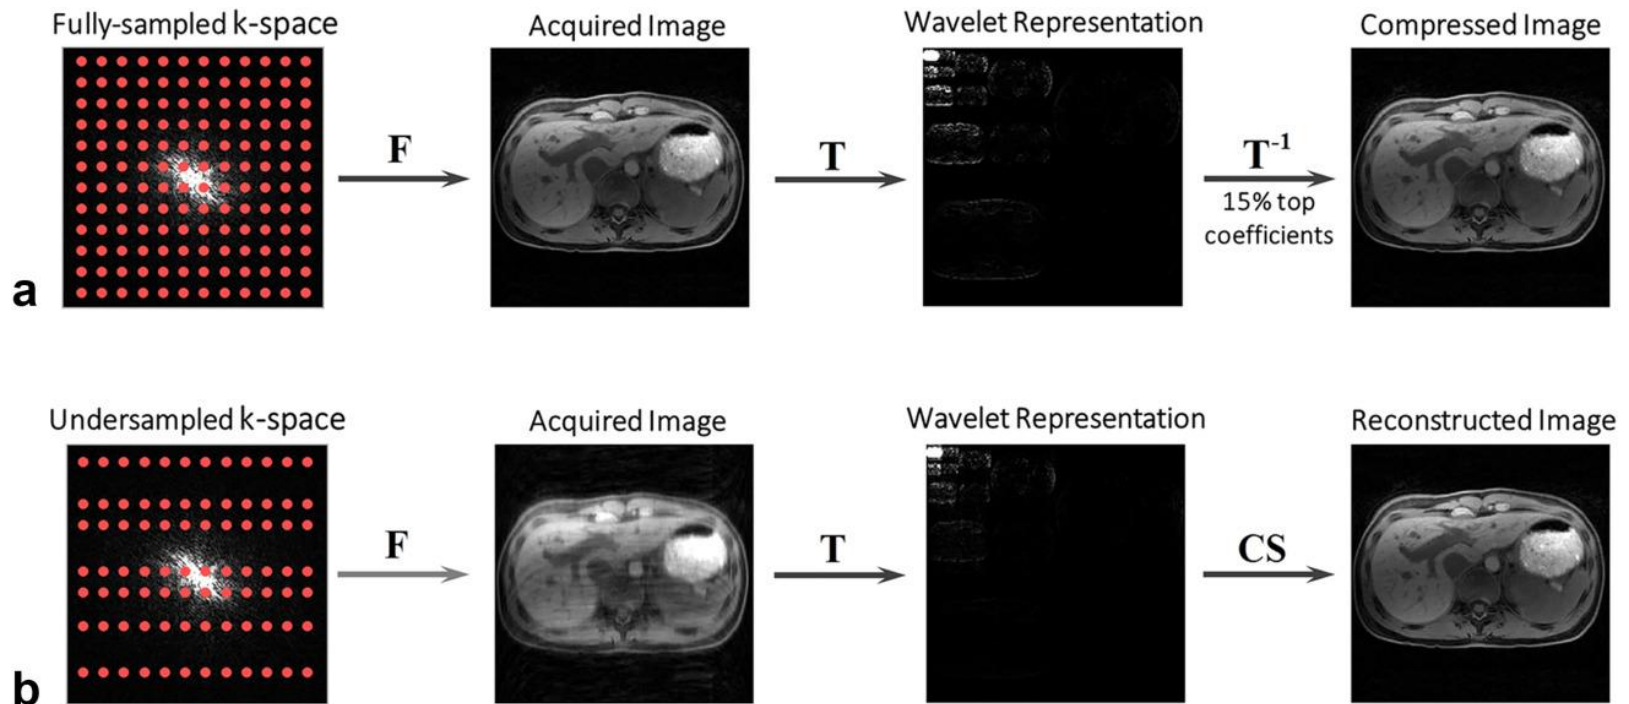 Fully-sampled k-space
Acquired Image
Wavelet Representation
Compressed Image
F
T
T⁻¹
15% top
coefficients
a
Undersampled k-space
Acquired Image
Wavelet Representation
Reconstructed Image
F
T
CS
b